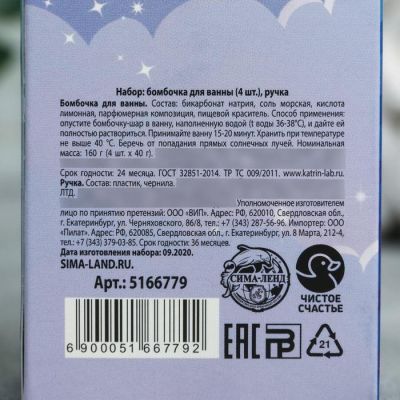 Набор: бомбочка для ванны (4 шт.), ручка
Бомбочка для ванны. Состав: бикарбонат натрия, соль морская, кислота
лимонная, парфюмерная композиция, пищевой краситель. Способ применения:
опустите бомбочку-шар в ванну, наполненную водой (t воды 36-38°С), и дайте ей
полностью раствориться. Принимайте ванну 15-20 минут. Хранить при температуре
не выше 40 °С. Беречь от попадания прямых солнечных лучей. Номинальная
масса: 160 г (4 шт. х 40 г).
Срок годности: 24 месяца. ГОСТ 32851-2014. ТР ТС 009/2011. www.katrin-lab.ru.
Ручка. Состав: пластик, чернила.
ЛТД.
Уполномоченное изготовителем
лицо по принятию претензий: ООО «ВИП». Адрес: РФ, 620010, Свердловская обл.,
г. Екатеринбург, ул. Черняховского, 86/8, тел.: +7 (343) 287-56-96. Импортер: ООО
«Пилат». Адрес: РФ, 620085, Свердловская обл., г. Екатеринбург, ул. 8 Марта, 212-4,
тел.: +7 (343) 379-03-85. Срок годности: 36 месяцев.
Дата изготовления набора: 09.2020.
SIMA-LAND.RU.
Арт.: 5166779
6 900051 667792
СИМА-ЛЕНД
ЧИСТОЕ
СЧАСТЬЕ
ЕАС
21